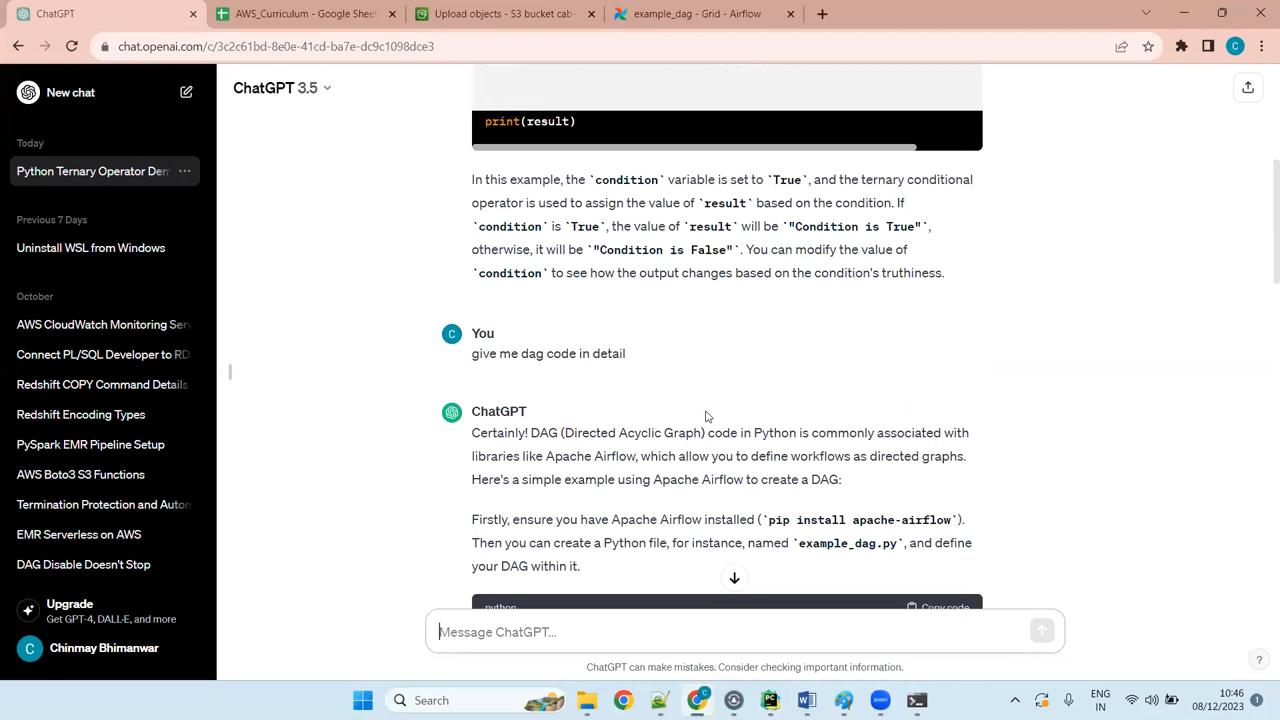 ChatGPT
AWS_Curriculum - Google Sheet
Upload objects - S3 bucket cab-
example_dag - Grid - Airflow
chat.openai.com/c/3c2c61bd-8e0e-41cd-ba7e-dc9c1098dce3
C
New chat
ChatGPT 3.5
Today
Python Ternary Operator Dem
Previous 7 Days
Uninstall WSL from Windows
October
AWS CloudWatch Monitoring Serv
Connect PL/SQL Developer to RD
Redshift COPY Command Details
Redshift Encoding Types
PySpark EMR Pipeline Setup
AWS Boto3 S3 Functions
Termination Protection and Auton
EMR Serverless on AWS
DAG Disable Doesn't Stop
Upgrade
Get GPT-4, DALL·E, and more
C
Chinmay Bhimanwar
print(result)
In this example, the `condition` variable is set to `True`, and the ternary conditional
operator is used to assign the value of `result` based on the condition. If
`condition` is `True`, the value of `result` will be `"Condition is True"`,
otherwise, it will be `"Condition is False"`. You can modify the value of
`condition` to see how the output changes based on the condition's truthiness.
C
You
give me dag code in detail
ChatGPT
Certainly! DAG (Directed Acyclic Graph) code in Python is commonly associated with
libraries like Apache Airflow, which allow you to define workflows as directed graphs.
Here's a simple example using Apache Airflow to create a DAG:
Firstly, ensure you have Apache Airflow installed (`pip install apache-airflow`).
Then you can create a Python file, for instance, named `example_dag.py`, and define
your DAG within it.
python
Copy code
Message ChatGPT...
ChatGPT can make mistakes. Consider checking important information.
?
Search
ENG
IN
10:46
08/12/2023